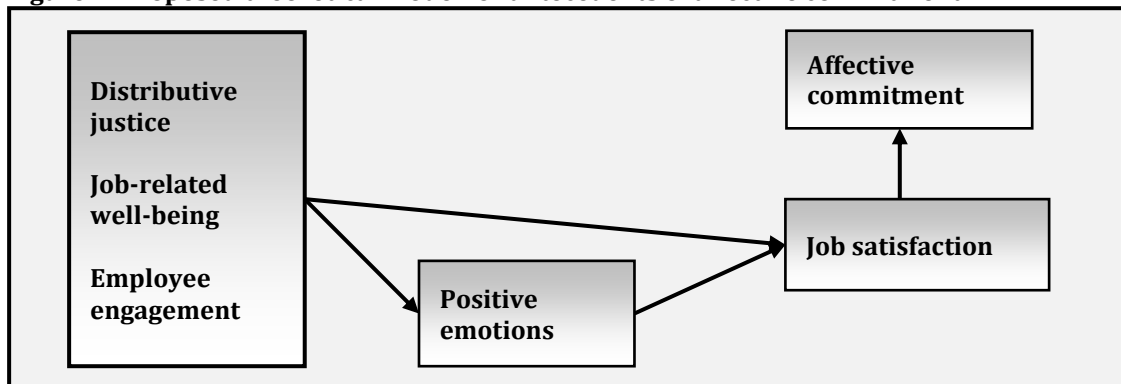 Distributive
justice
Job-related
well-being
Employee
engagement
Positive
emotions
Affective
commitment
Job satisfaction